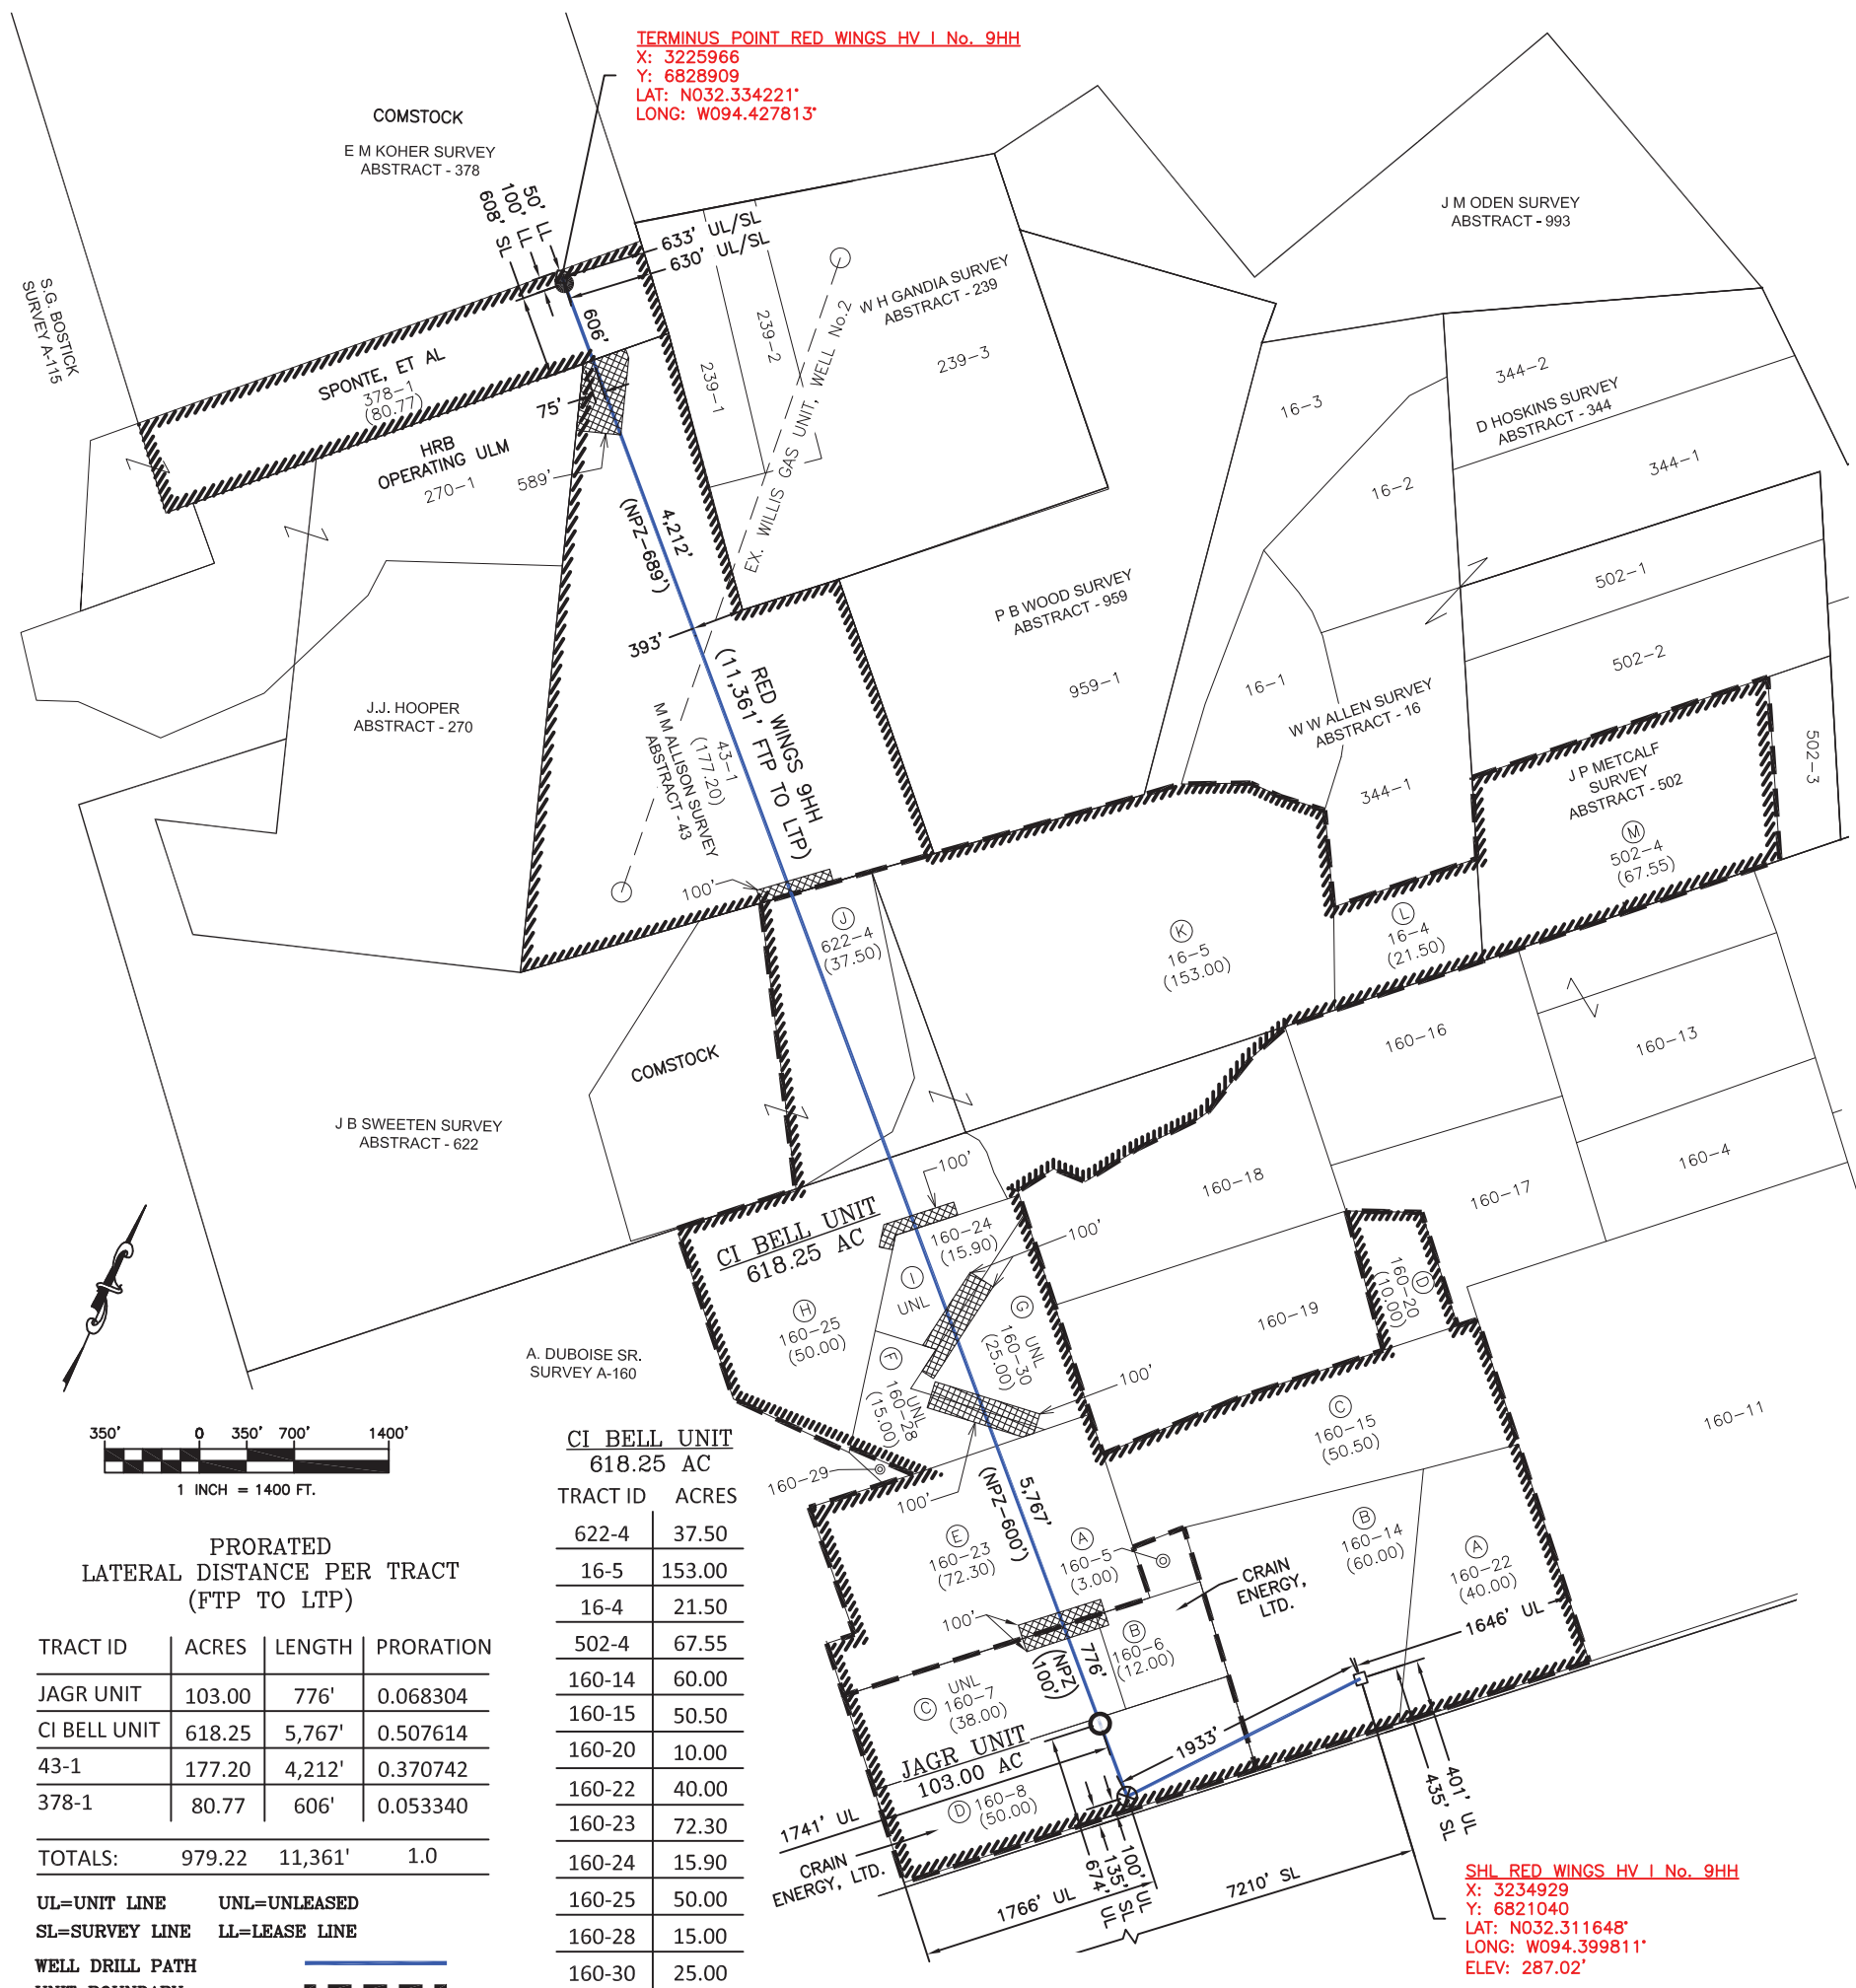 TERMINUS POINT RED WINGS HV I No. 9HH
X: 3225966
Y: 6828909
LAT: N032.334221°
LONG: W094.427813°
COMSTOCK
E M KOHER SURVEY
ABSTRACT - 378
50' LL
100' LL
608' SL
633' UL/SL
630' UL/SL
J M ODEN SURVEY
ABSTRACT - 993
S.G. BOSTICK
SURVEY A-115
W H GANDIA SURVEY
ABSTRACT - 239
239-1
239-2
239-3
EX. WILLIS GAS UNIT, WELL No.2
606'
SPONTE, ET AL
378-1
(80.77)
75'
HRB
OPERATING ULM
270-1
589'
16-3
344-2
D HOSKINS SURVEY
ABSTRACT - 344
344-1
16-2
4,212'
(NPZ-689')
502-1
P B WOOD SURVEY
ABSTRACT - 959
959-1
502-2
393'
16-1
J.J. HOOPER
ABSTRACT - 270
W W ALLEN SURVEY
ABSTRACT - 16
RED WINGS 9HH
(11,361' FTP TO LTP)
43-1
(177.20)
M M ALLISON SURVEY
ABSTRACT - 43
344-1
J P METCALF
SURVEY
ABSTRACT - 502
M
502-4
(67.55)
502-3
100'
J
622-4
(37.50)
K
16-5
(153.00)
L
16-4
(21.50)
160-16
160-13
COMSTOCK
J B SWEETEN SURVEY
ABSTRACT - 622
100'
160-18
160-4
160-17
CI BELL UNIT
618.25 AC
160-24
(15.90)
100'
I
UNL
H
160-25
(50.00)
G
UNL
160-30
(25.00)
160-19
D
160-20
(10.00)
A. DUBOISE SR.
SURVEY A-160
F
UNL
160-28
(15.00)
100'
C
160-15
(50.50)
160-11
350' 0 350' 700' 1400'
1 INCH = 1400 FT.
160-29
100'
5,767'
(NPZ-600')
E
160-23
(72.30)
A
160-5
(3.00)
B
160-14
(60.00)
A
160-22
(40.00)
CRAIN
ENERGY,
LTD.
100'
B
160-6
(12.00)
1646' UL
776'
(NPZ
100')
UNL
C 160-7
(38.00)
JAGR UNIT
103.00 AC
D 160-8
(50.00)
1933'
1741' UL
CRAIN
ENERGY, LTD.
1766' UL
674' UL
135' SL
100' UL
7210' SL
401' UL
435' SL
SHL RED WINGS HV I No. 9HH
X: 3234929
Y: 6821040
LAT: N032.311648°
LONG: W094.399811°
ELEV: 287.02'
CI BELL UNIT
618.25 AC
TRACT ID ACRES
622-4 37.50
16-5 153.00
16-4 21.50
502-4 67.55
160-14 60.00
160-15 50.50
160-20 10.00
160-22 40.00
160-23 72.30
160-24 15.90
160-25 50.00
160-28 15.00
160-30 25.00
PRORATED
LATERAL DISTANCE PER TRACT
(FTP TO LTP)
TRACT ID ACRES LENGTH PRORATION
JAGR UNIT 103.00 776' 0.068304
CI BELL UNIT 618.25 5,767' 0.507614
43-1 177.20 4,212' 0.370742
378-1 80.77 606' 0.053340
TOTALS: 979.22 11,361' 1.0
UL=UNIT LINE UNL=UNLEASED
SL=SURVEY LINE LL=LEASE LINE
WELL DRILL PATH